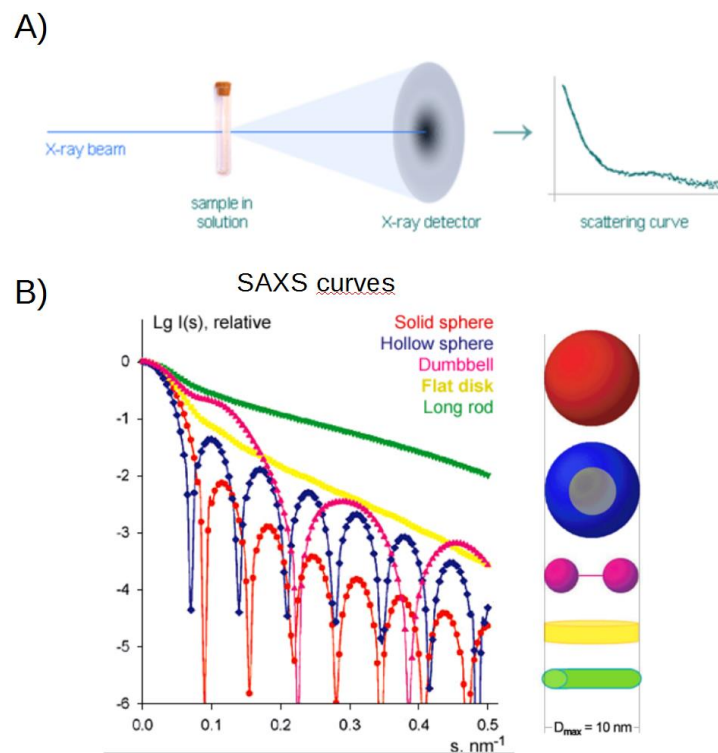 A)
X-ray beam
sample in
solution
X-ray detector
scattering curve
B)
SAXS curves
Lg I(s), relative
Solid sphere
Hollow sphere
Dumbbell
Flat disk
Long rod
0
-1
-2
-3
-4
-5
-6
0.0
0.1
0.2
0.3
0.4
0.5
s, nm⁻¹
Dmax = 10 nm